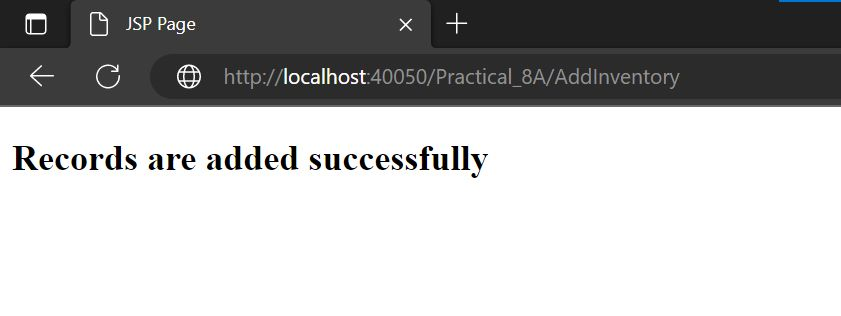 JSP Page
http://localhost:40050/Practical_8A/AddInventory
Records are added successfully